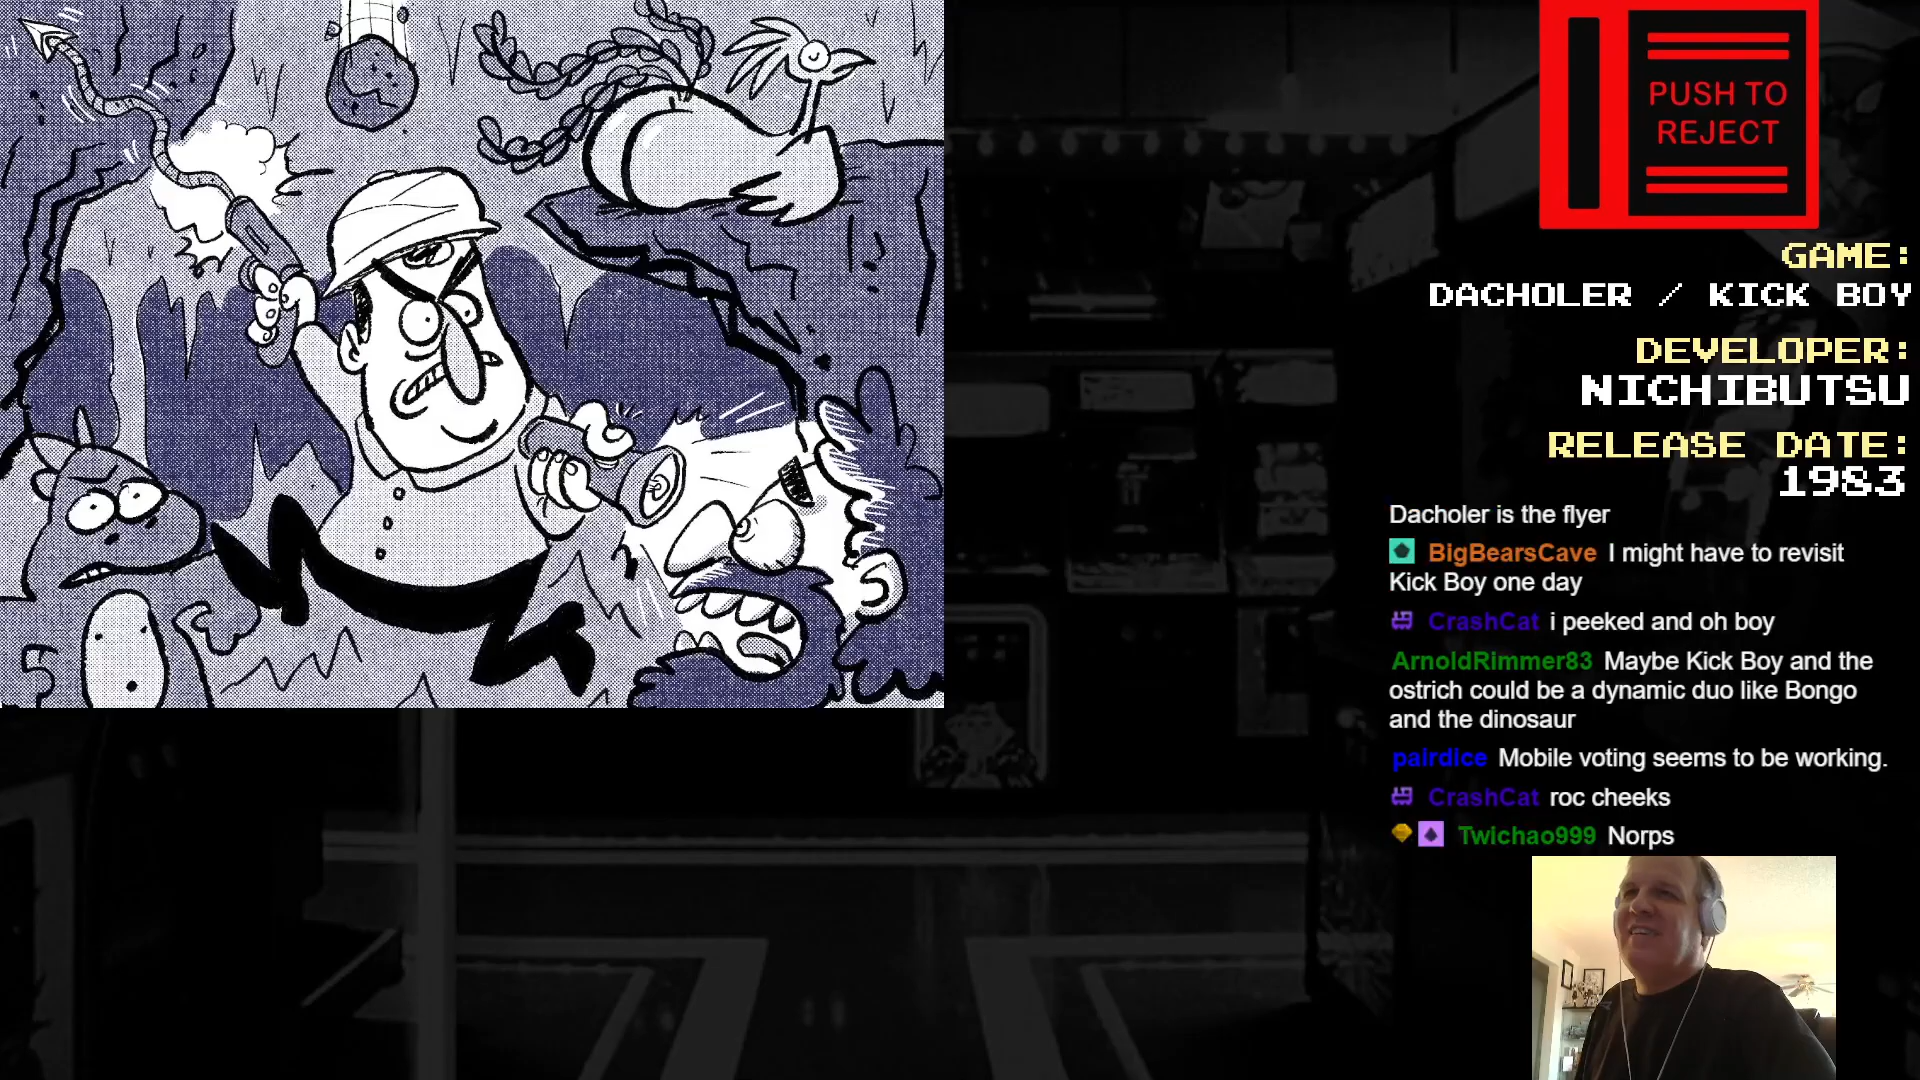 PUSH TO
REJECT
GAME:
DACHOLER / KICK BOY
DEVELOPER:
NICHIBUTSU
RELEASE DATE:
1983
Dacholer is the flyer
BigBearsCave I might have to revisit
Kick Boy one day
CrashCat i peeked and oh boy
ArnoldRimmer83 Maybe Kick Boy and the
ostrich could be a dynamic duo like Bongo
and the dinosaur
pairdice Mobile voting seems to be working.
CrashCat roc cheeks
Twichao999 Norps